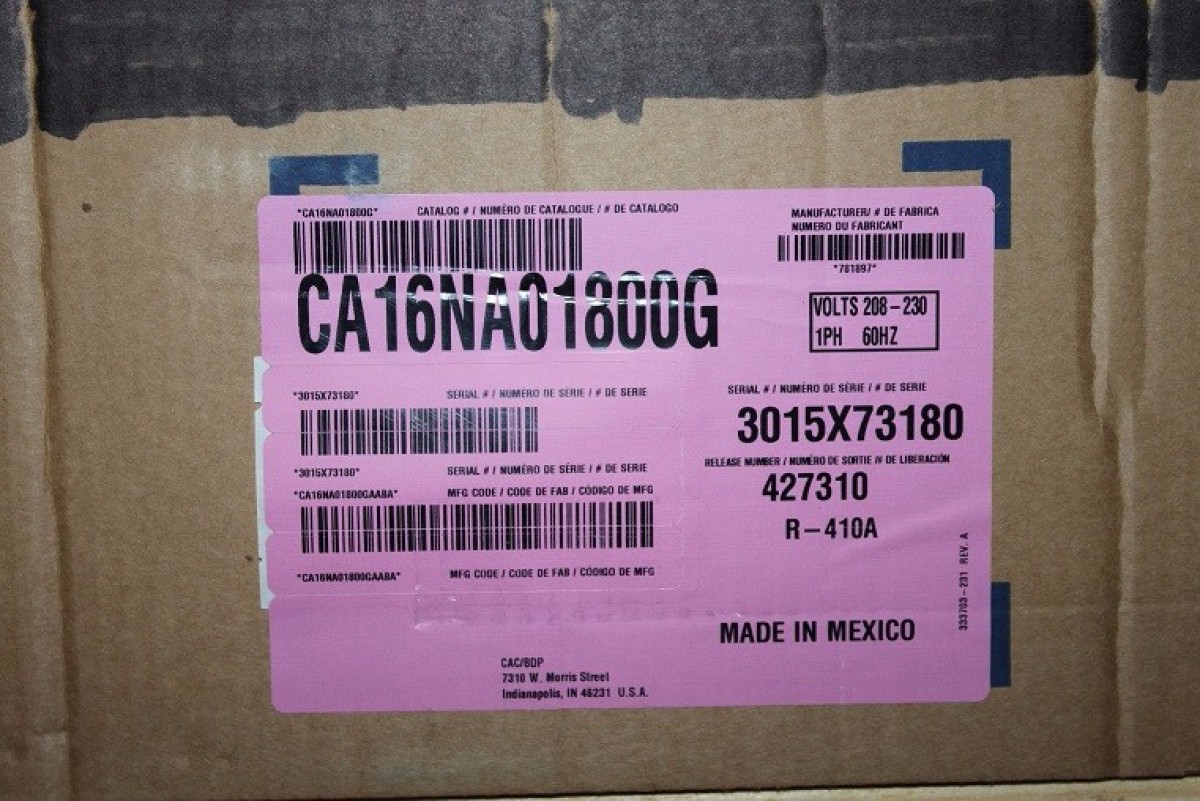 *CA16NA01800G* CATALOG # / NUMÉRO DE CATALOGUE / # DE CATALOGO
CA16NA01800G
MANUFACTURER/ # DE FABRICA
NUMERO DU FABRICANT
*781897*
VOLTS 208-230
1PH 60HZ
*3015X73180* SERIAL # / NUMÉRO DE SÉRIE / # DE SERIE
*3015X73180* SERIAL # / NUMÉRO DE SÉRIE / # DE SERIE
*CA16NA01800GAABA* MFG CODE / CODE DE FAB / CÓDIGO DE MFG
*CA16NA01800GAABA* MFG CODE / CODE DE FAB / CÓDIGO DE MFG
SERIAL # / NUMÉRO DE SÉRIE / # DE SERIE
3015X73180
RELEASE NUMBER / NUMÉRO DE SORTIE /# DE LIBERACIÓN
427310
R-410A
333703-231 REV. A
MADE IN MEXICO
CAC/BDP
7310 W. Morris Street
Indianapolis, IN 46231 U.S.A.